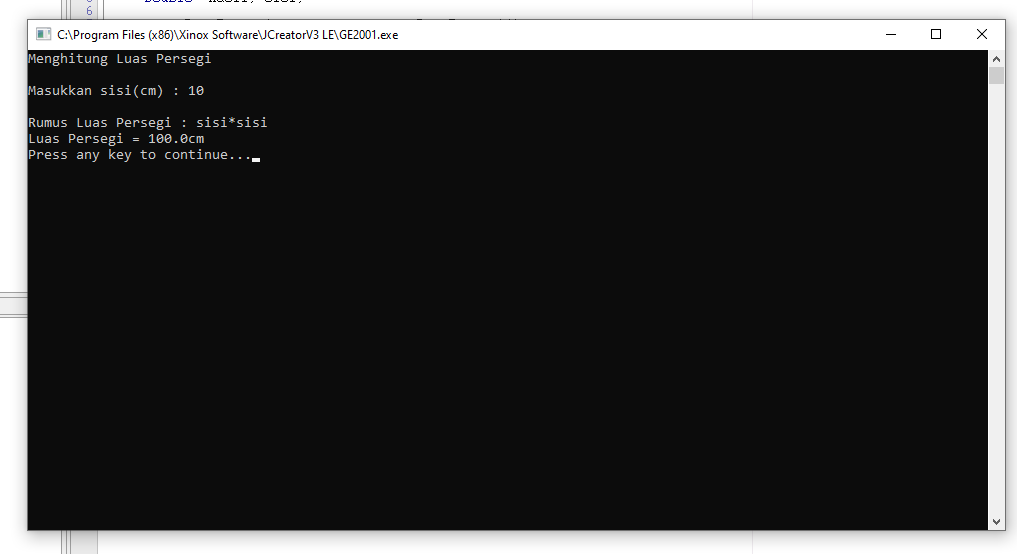 6
C:\Program Files (x86)\Xinox Software\JCreatorV3 LE\GE2001.exe
Menghitung Luas Persegi
Masukkan sisi(cm) : 10
Rumus Luas Persegi : sisi*sisi
Luas Persegi = 100.0cm
Press any key to continue...